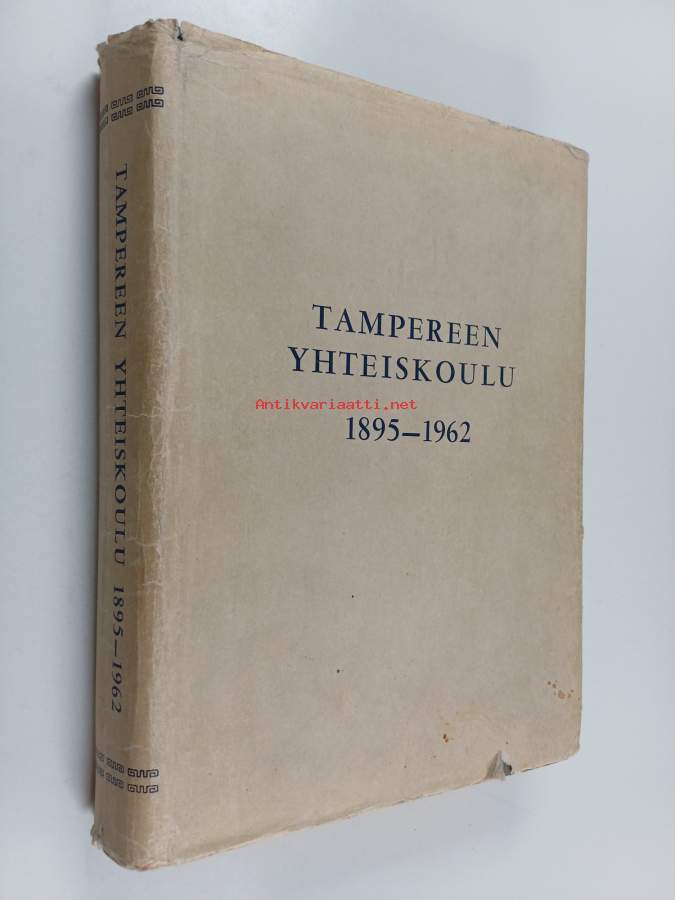 TAMPEREEN
YHTEISKOULU
Antikvariaatti.net
1895—1962
TAMPEREEN YHTEISKOULU 1895—1962